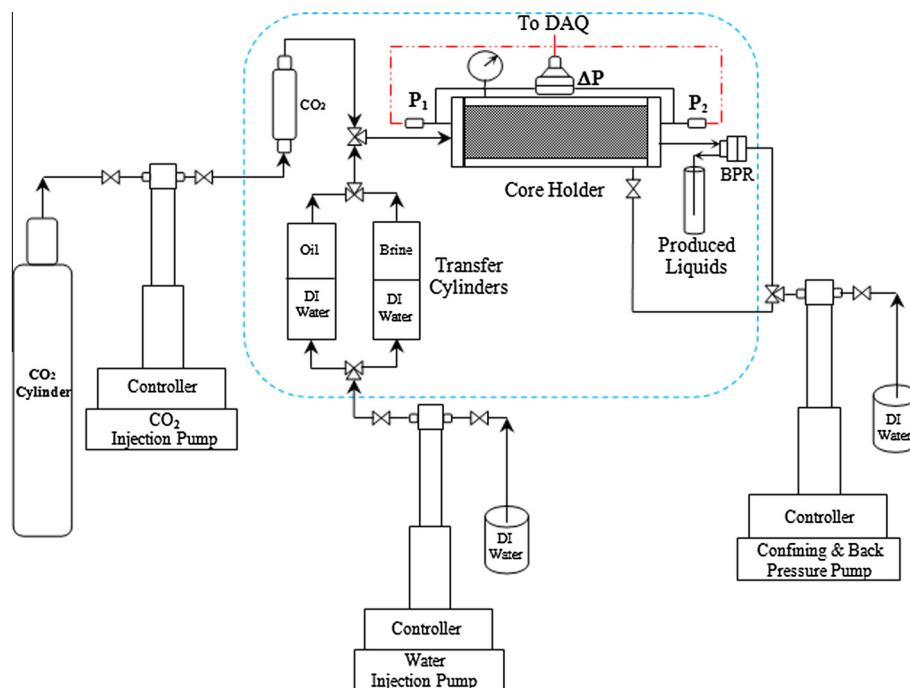 To DAQ
ΔP
P₁
P₂
CO₂
BPR
Core Holder
Produced
Liquids
Oil
Brine
Transfer
Cylinders
DI
Water
DI
Water
CO₂
Cylinder
Controller
CO₂
Injection Pump
DI
Water
DI
Water
Controller
Confining & Back
Pressure Pump
Controller
Water
Injection Pump